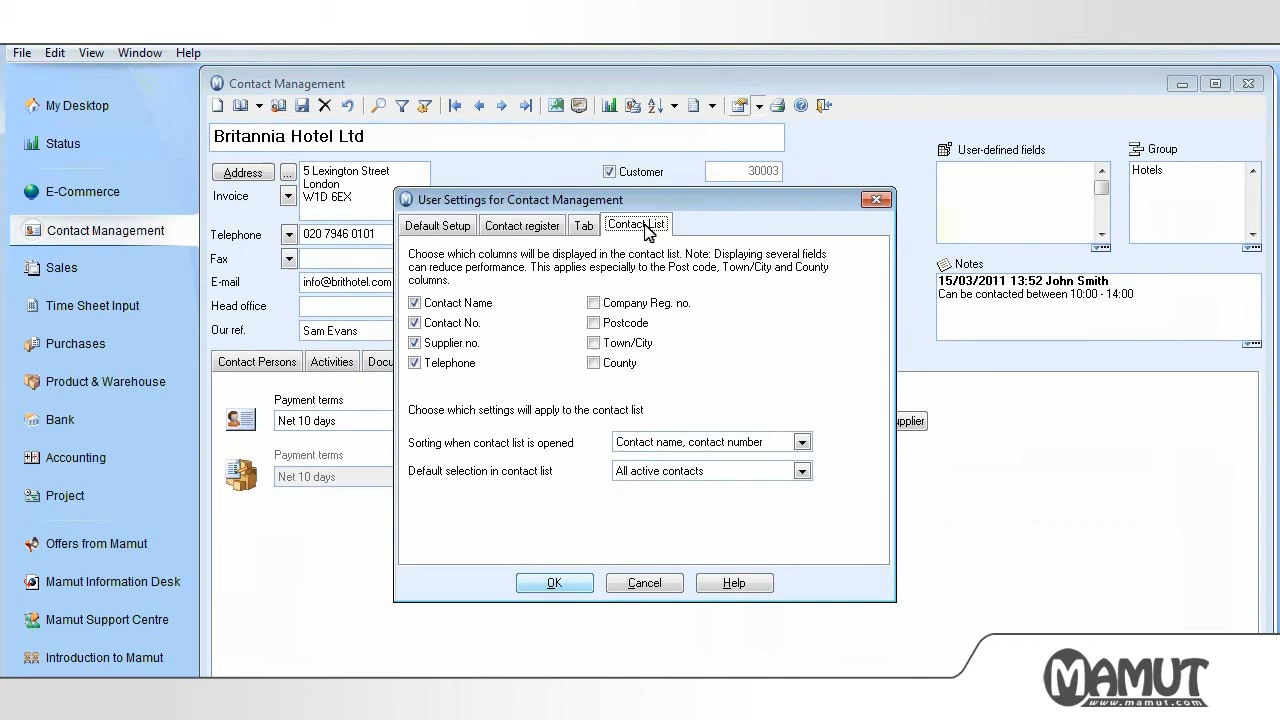 File Edit View Window Help
My Desktop
Status
E-Commerce
Contact Management
Sales
Time Sheet Input
Purchases
Product & Warehouse
Bank
Accounting
Project
Offers from Mamut
Mamut Information Desk
Mamut Support Centre
Introduction to Mamut
Contact Management
Britannia Hotel Ltd
Address
5 Lexington Street
London
W1D 6EX
Invoice
Customer 30003
Telephone 020 7946 0101
Fax
E-mail info@brithotel.com
Head office
Our ref. Sam Evans
User-defined fields
Group
Hotels
Notes
15/03/2011 13:52 John Smith
Can be contacted between 10:00 - 14:00
Contact Persons Activities
Payment terms
Net 10 days
Payment terms
Net 10 days
User Settings for Contact Management
Default Setup Contact register Tab Contact List
Choose which columns will be displayed in the contact list. Note: Displaying several fields
can reduce performance. This applies especially to the Post code, Town/City and County
columns.
Contact Name Company Reg. no.
Contact No. Postcode
Supplier no. Town/City
Telephone County
Choose which settings will apply to the contact list
Sorting when contact list is opened Contact name, contact number
Default selection in contact list All active contacts
OK Cancel Help
MAMUT
www.mamut.com